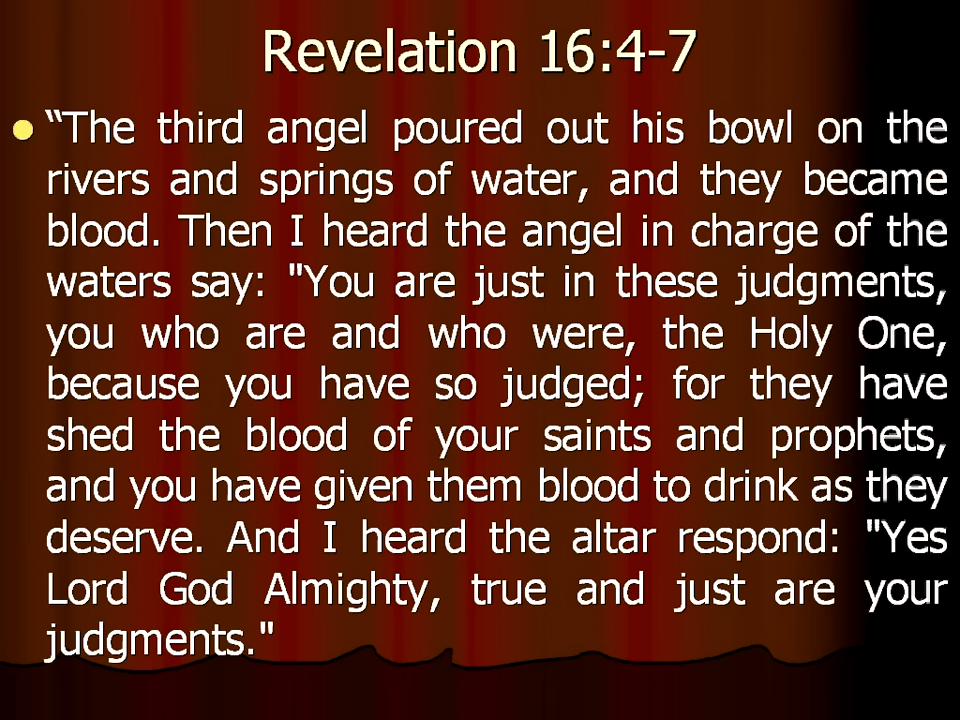 Revelation 16:4-7
“The third angel poured out his bowl on the
rivers and springs of water, and they became
blood. Then I heard the angel in charge of the
waters say: "You are just in these judgments,
you who are and who were, the Holy One,
because you have so judged; for they have
shed the blood of your saints and prophets,
and you have given them blood to drink as they
deserve. And I heard the altar respond: "Yes
Lord God Almighty, true and just are your
judgments."